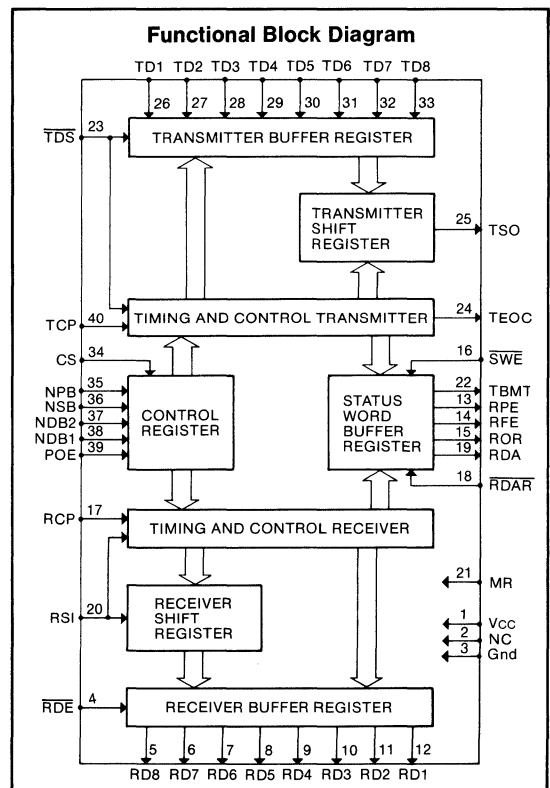 Functional Block Diagram
TD1 TD2 TD3 TD4 TD5 TD6 TD7 TD8
26 27 28 29 30 31 32 33
TDS 23
TRANSMITTER BUFFER REGISTER
TRANSMITTER
SHIFT
REGISTER
25 TSO
TIMING AND CONTROL TRANSMITTER
24 TEOC
TCP 40
CS 34
NPB 35
NSB 36
NDB2 37
NDB1 38
POE 39
CONTROL
REGISTER
STATUS
WORD
BUFFER
REGISTER
16 SWE
22 TBMT
13 RPE
14 RFE
15 ROR
19 RDA
18 RDAR
RCP 17
TIMING AND CONTROL RECEIVER
21 MR
RSI 20
RECEIVER
SHIFT
REGISTER
1 VCC
2 NC
3 Gnd
RDE 4
RECEIVER BUFFER REGISTER
5 6 7 8 9 10 11 12
RD8 RD7 RD6 RD5 RD4 RD3 RD2 RD1